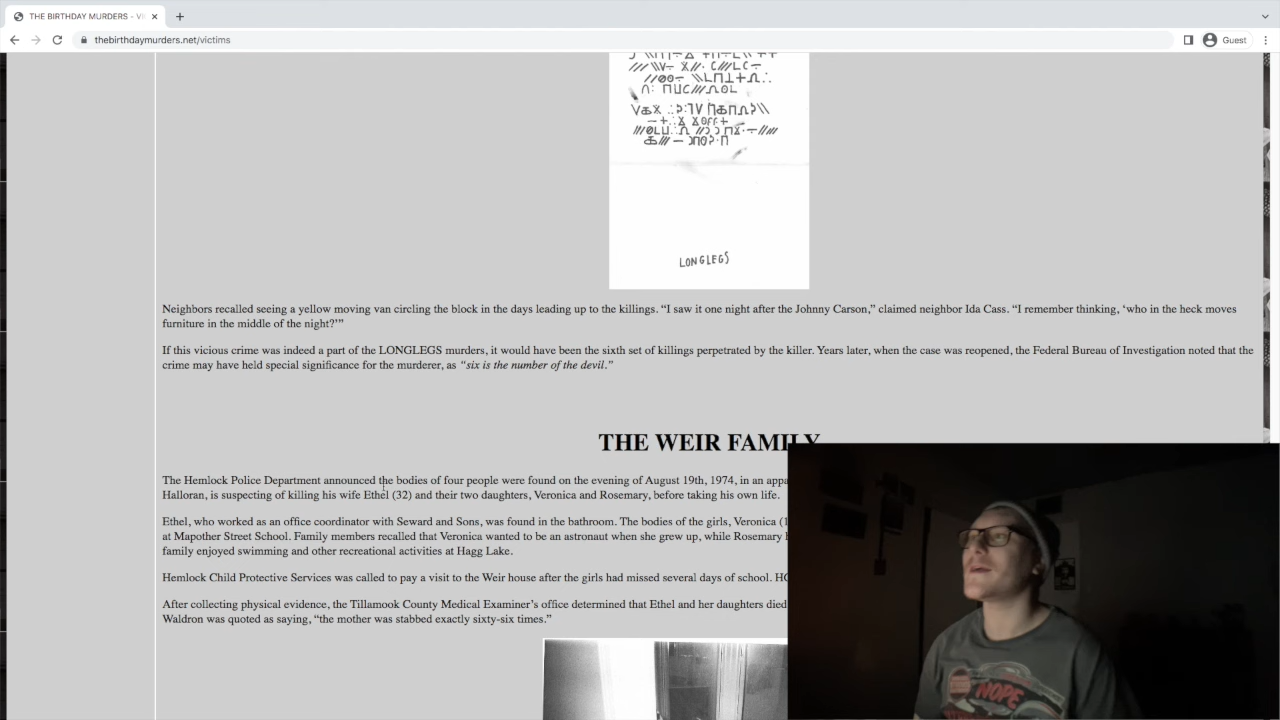 THE BIRTHDAY MURDERS - VI
thebirthdaymurders.net/victims
Guest
LONGLEGS
Neighbors recalled seeing a yellow moving van circling the block in the days leading up to the killings. “I saw it one night after the Johnny Carson,” claimed neighbor Ida Cass. “I remember thinking, ‘who in the heck moves
furniture in the middle of the night?’”
If this vicious crime was indeed a part of the LONGLEGS murders, it would have been the sixth set of killings perpetrated by the killer. Years later, when the case was reopened, the Federal Bureau of Investigation noted that the
crime may have held special significance for the murderer, as “six is the number of the devil.”
THE WEIR FAMILY
The Hemlock Police Department announced the bodies of four people were found on the evening of August 19th, 1974, in an appa
Halloran, is suspecting of killing his wife Ethel (32) and their two daughters, Veronica and Rosemary, before taking his own life.
Ethel, who worked as an office coordinator with Seward and Sons, was found in the bathroom. The bodies of the girls, Veronica (1
at Mapother Street School. Family members recalled that Veronica wanted to be an astronaut when she grew up, while Rosemary h
family enjoyed swimming and other recreational activities at Hagg Lake.
Hemlock Child Protective Services was called to pay a visit to the Weir house after the girls had missed several days of school. HC
After collecting physical evidence, the Tillamook County Medical Examiner’s office determined that Ethel and her daughters died
Waldron was quoted as saying, “the mother was stabbed exactly sixty-six times.”
NOPE